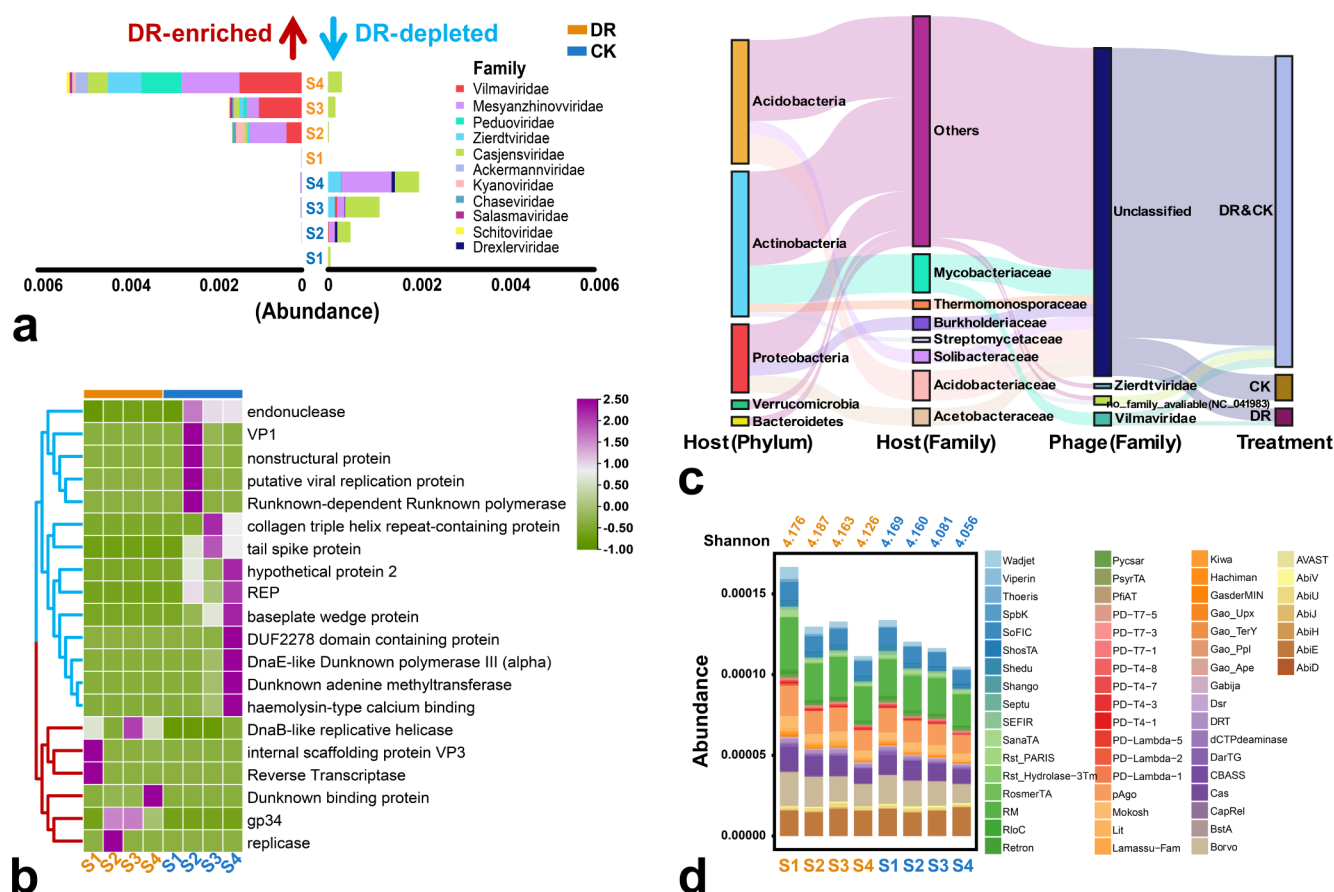 DR-enriched
DR-depleted
DR
CK
Family
Vilmaviridae
Mesyanzhinovviridae
Peduoviridae
Zierdtviridae
Casjensviridae
Ackermannviridae
Kyanoviridae
Chaseviridae
Salasmaviridae
Schitoviridae
Drexlerviridae
S4
S3
S2
S1
S4
S3
S2
S1
0.006
0.004
0.002
0
0
0.002
0.006
0.006
(Abundance)
a
Acidobacteria
Actinobacteria
Proteobacteria
Verrucomicrobia
Bacteroidetes
Others
Mycobacteriaceae
Thermomonosporaceae
Burkholderiaceae
Streptomycetaceae
Solibacteraceae
Acidobacteriaceae
Acetobacteraceae
Unclassified
Zierdtviridae
no_family_avaliable(NC_041983)
Vilmaviridae
DR&CK
CK
DR
Host(Phylum)
Host(Family)
Phage(Family)
Treatment
c
endonuclease
VP1
nonstructural protein
putative viral replication protein
Runknown-dependent Runknown polymerase
collagen triple helix repeat-containing protein
tail spike protein
hypothetical protein 2
REP
baseplate wedge protein
DUF2278 domain containing protein
DnaE-like Dunknown polymerase III (alpha)
Dunknown adenine methyltransferase
haemolysin-type calcium binding
DnaB-like replicative helicase
internal scaffolding protein VP3
Reverse Transcriptase
Dunknown binding protein
gp34
replicase
2.50
2.00
1.50
1.00
0.50
0.00
-0.50
-1.00
S1 S2 S3 S4 S1 S2 S3 S4
b
Shannon
4.176 4.187 4.163 4.126 4.169 4.160 4.081 4.056
Abundance
0.00015
0.00010
0.00005
0.00000
S1 S2 S3 S4 S1 S2 S3 S4
Wadjet
Viperin
Thoeris
SpbK
SoFIC
ShosTA
Shedu
Shango
Septu
SEFIR
SanaTA
Rst_PARIS
Rst_Hydrolase-3Tm
RosmerTA
RM
RloC
Retron
Pycsar
PsyrTA
PfiAT
PD-T7-5
PD-T7-3
PD-T7-1
PD-T4-8
PD-T4-7
PD-T4-3
PD-T4-1
PD-Lambda-5
PD-Lambda-2
PD-Lambda-1
pAgo
Mokosh
Lit
Lamassu-Fam
Kiwa
Hachiman
GasderMIN
Gao_Upx
Gao_TerY
Gao_Ppl
Gao_Ape
Gabija
Dsr
DRT
dCTPdeaminase
DarTG
CBASS
Cas
CapRel
BstA
Borvo
AVAST
AbiV
AbiU
AbiJ
AbiH
AbiE
AbiD
d